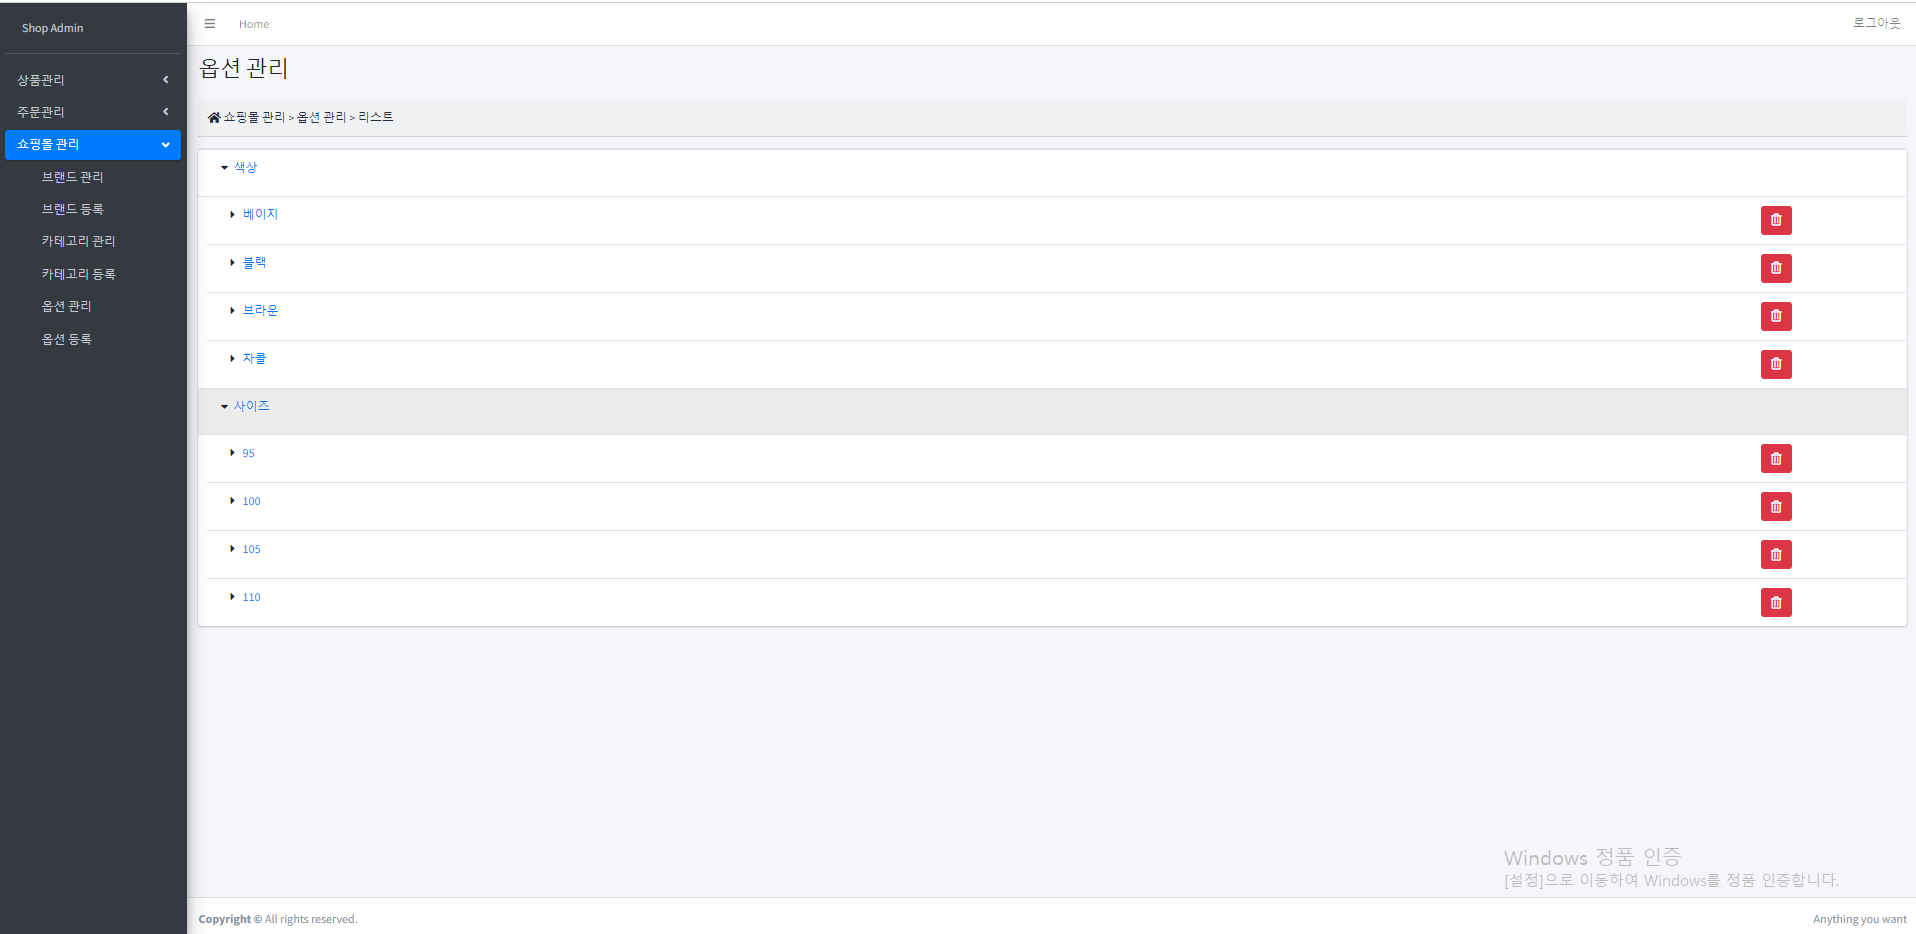 Shop Admin
Home
로그아웃
상품관리
주문관리
쇼핑몰 관리
브랜드 관리
브랜드 등록
카테고리 관리
카테고리 등록
옵션 관리
옵션 등록
옵션 관리
쇼핑몰 관리 > 옵션 관리 > 리스트
색상
베이지
블랙
브라운
차콜
사이즈
95
100
105
110
Windows 정품 인증
[설정]으로 이동하여 Windows를 정품 인증합니다.
Copyright © All rights reserved.
Anything you want